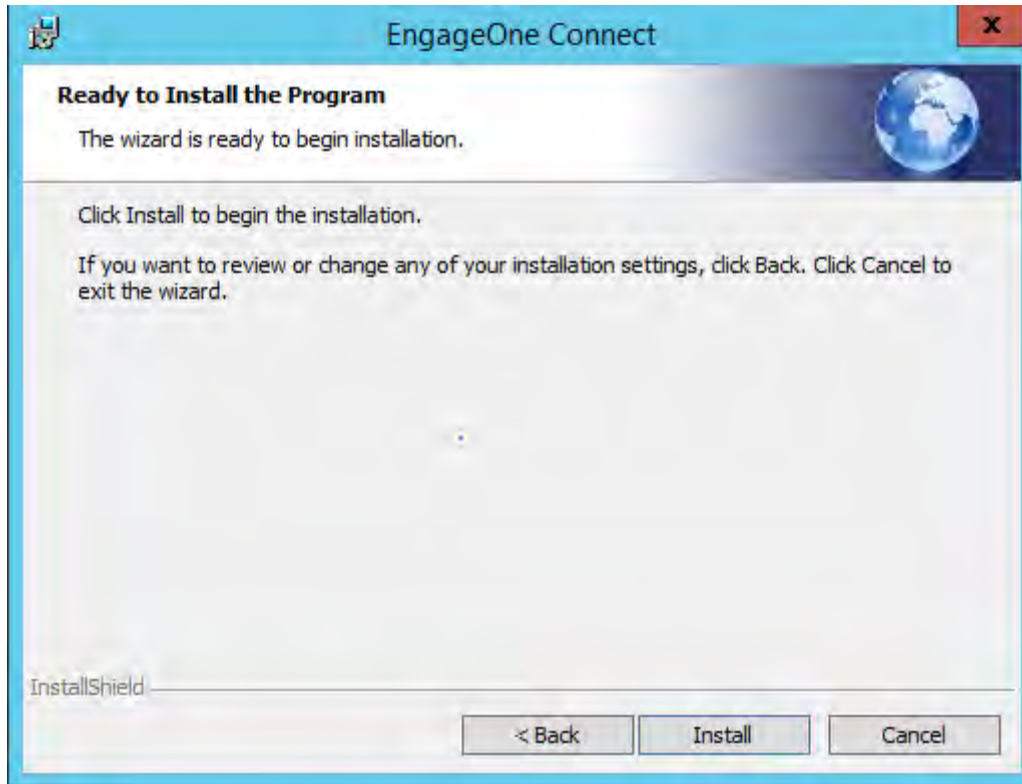 EngageOne Connect
x
Ready to Install the Program
The wizard is ready to begin installation.
Click Install to begin the installation.
If you want to review or change any of your installation settings, click Back. Click Cancel to
exit the wizard.
InstallShield
< Back
Install
Cancel